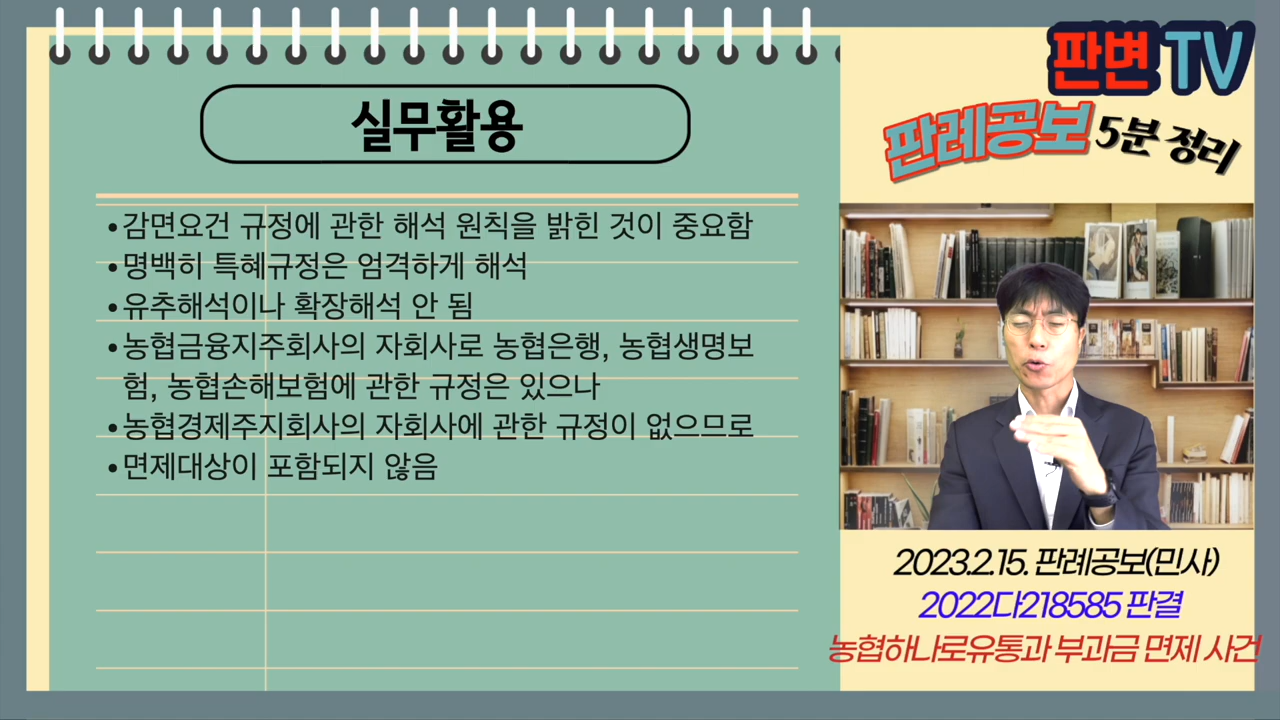 실무활용
•감면요건 규정에 관한 해석 원칙을 밝힌 것이 중요함
•명백히 특혜규정은 엄격하게 해석
•유추해석이나 확장해석 안 됨
•농협금융지주회사의 자회사로 농협은행, 농협생명보
험, 농협손해보험에 관한 규정은 있으나
•농협경제주지회사의 자회사에 관한 규정이 없으므로
•면제대상이 포함되지 않음
판변 TV
판례공보 5분 정리
2023.2.15. 판례공보(민사)
2022다218585 판결
농협하나로유통과 부과금 면제 사건